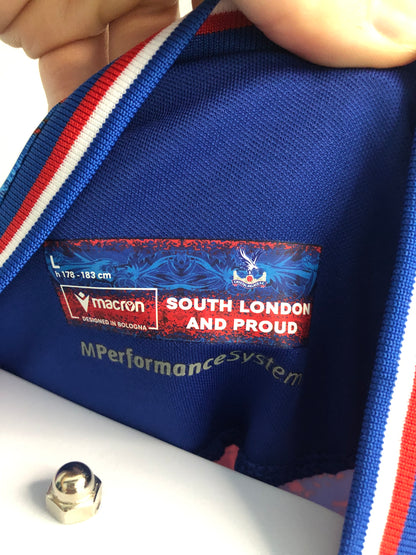 L
h 178 - 183 cm
macron
DESIGNED IN BOLOGNA
SOUTH LONDON
AND PROUD
MPerformanceSystem